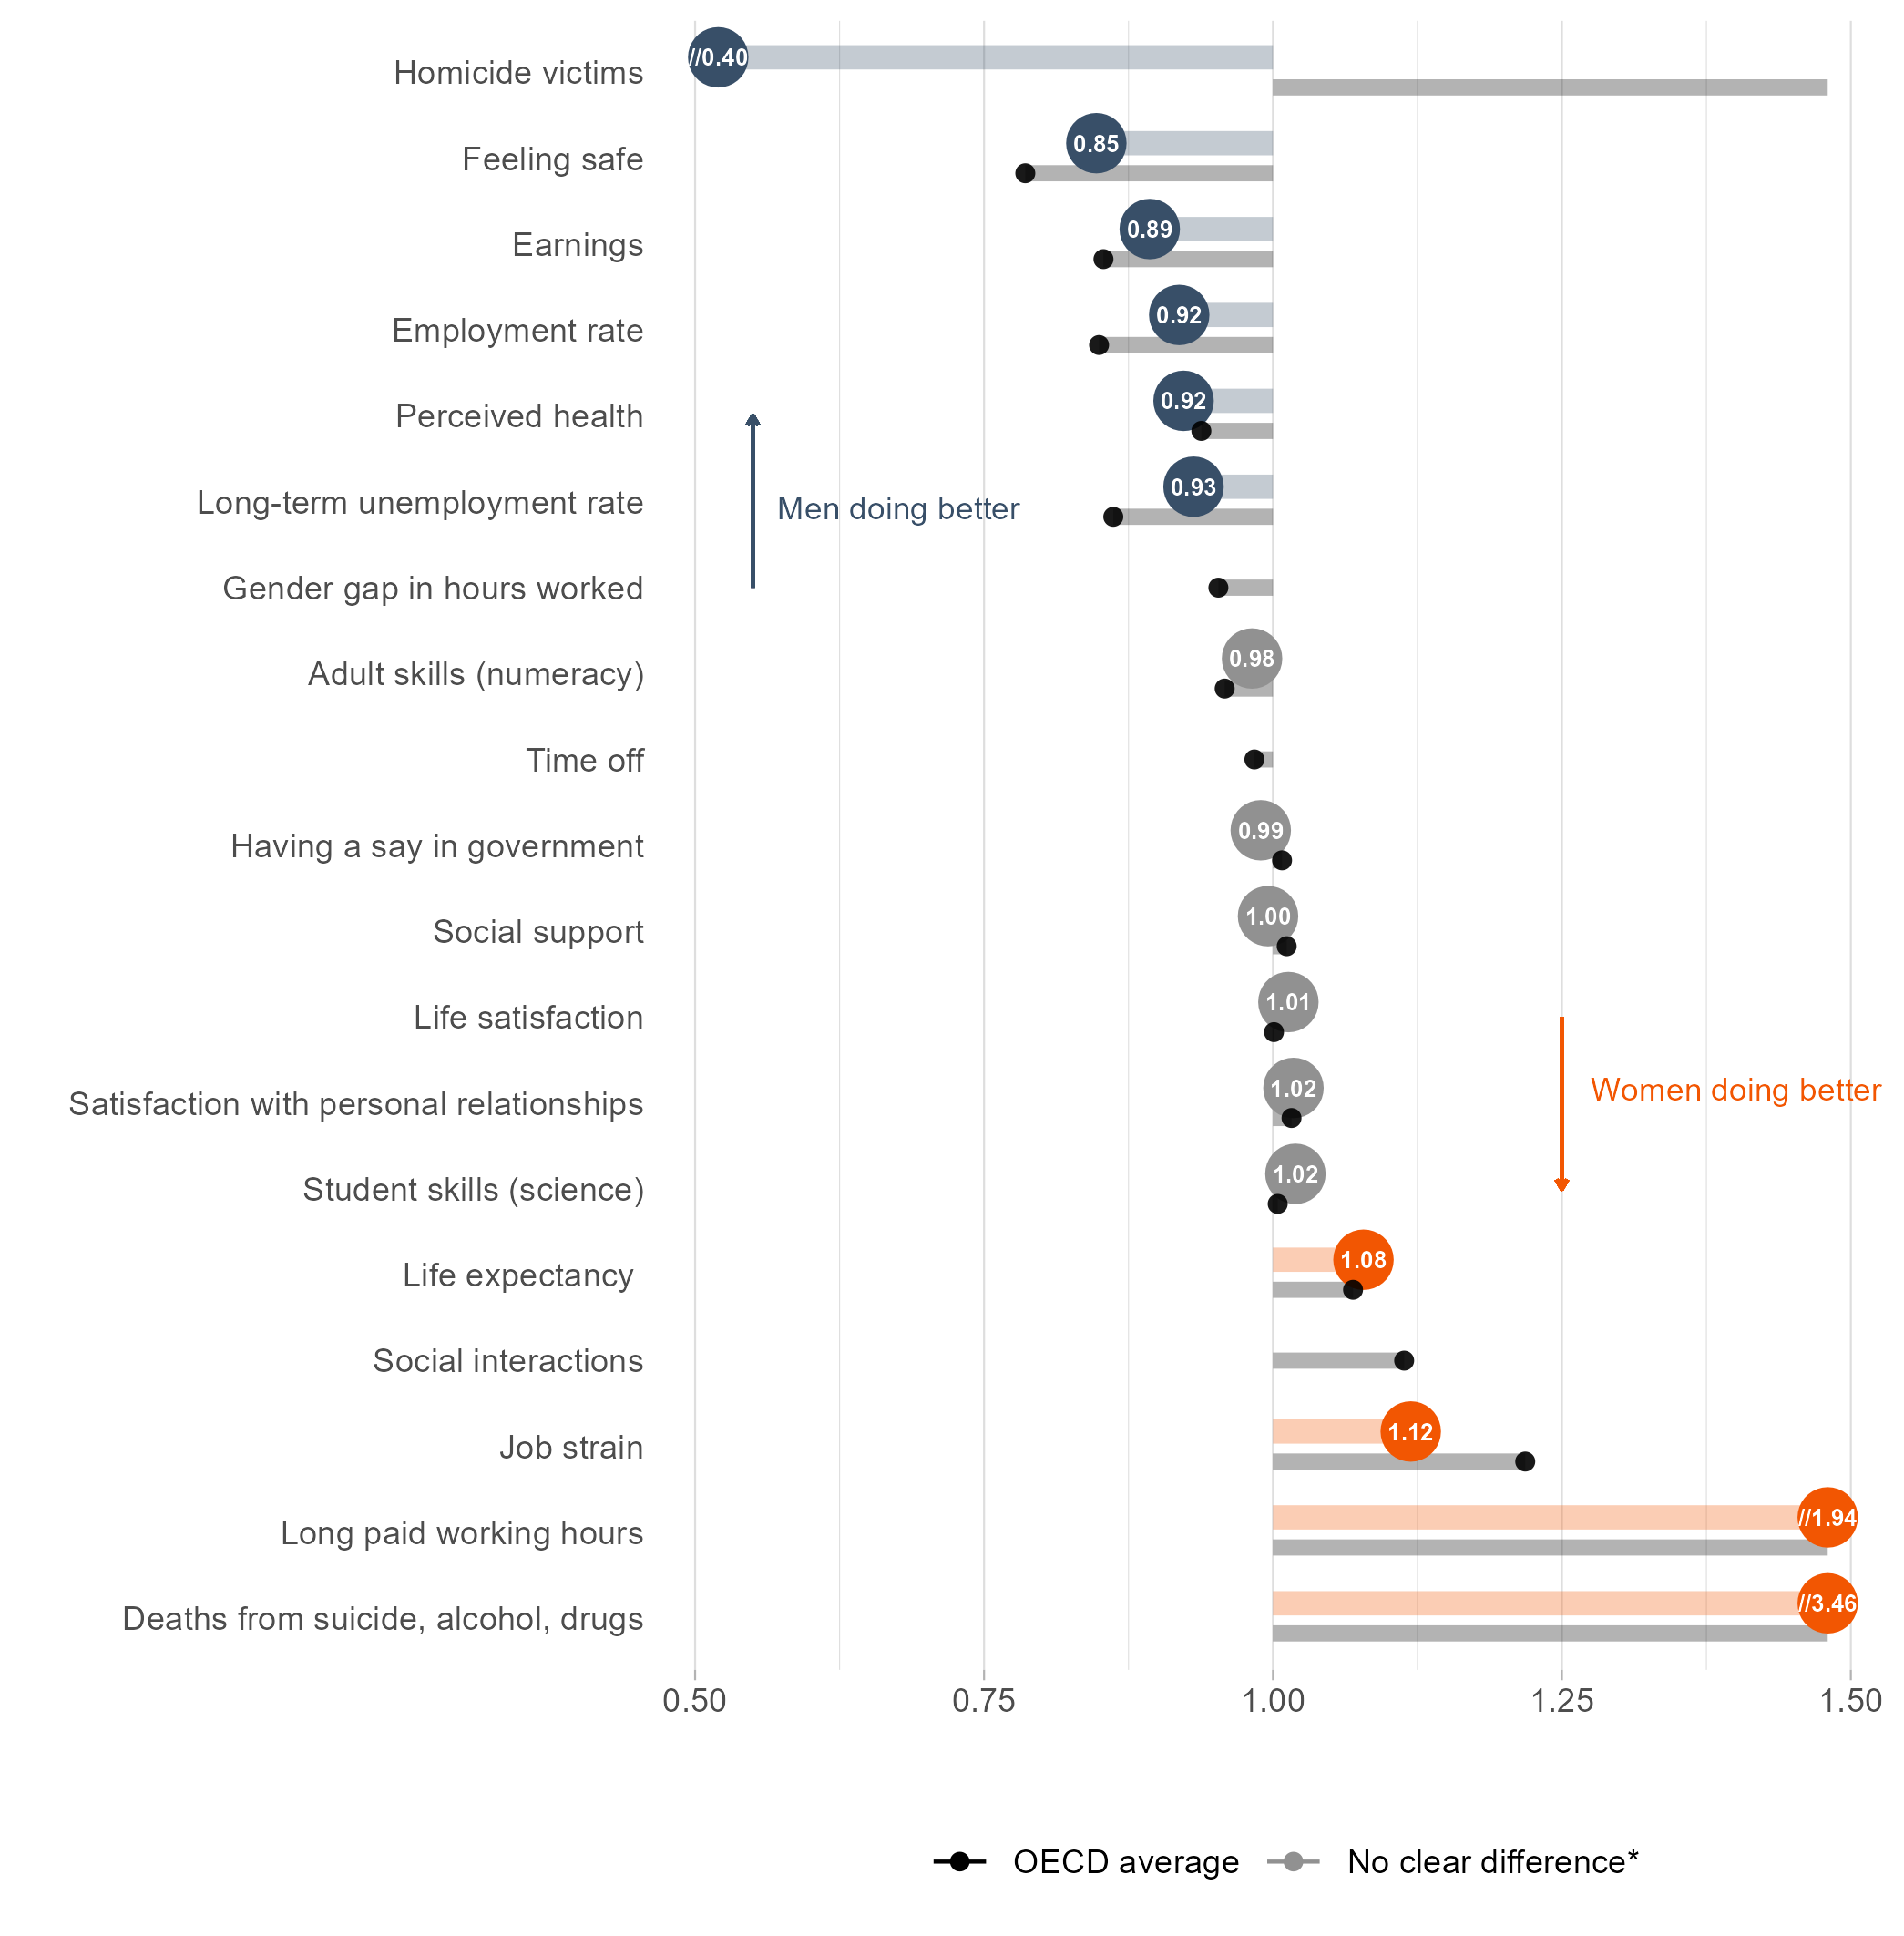 Homicide victims
//0.40
Feeling safe
0.85
Earnings
0.89
Employment rate
0.92
Perceived health
0.92
Long-term unemployment rate
0.93
Men doing better
Gender gap in hours worked
Adult skills (numeracy)
0.98
Time off
Having a say in government
0.99
Social support
1.00
Life satisfaction
1.01
Satisfaction with personal relationships
1.02
Women doing better
Student skills (science)
1.02
Life expectancy
1.08
Social interactions
Job strain
1.12
Long paid working hours
//1.94
Deaths from suicide, alcohol, drugs
//3.46
0.50 0.75 1.00 1.25 1.50
OECD average No clear difference*